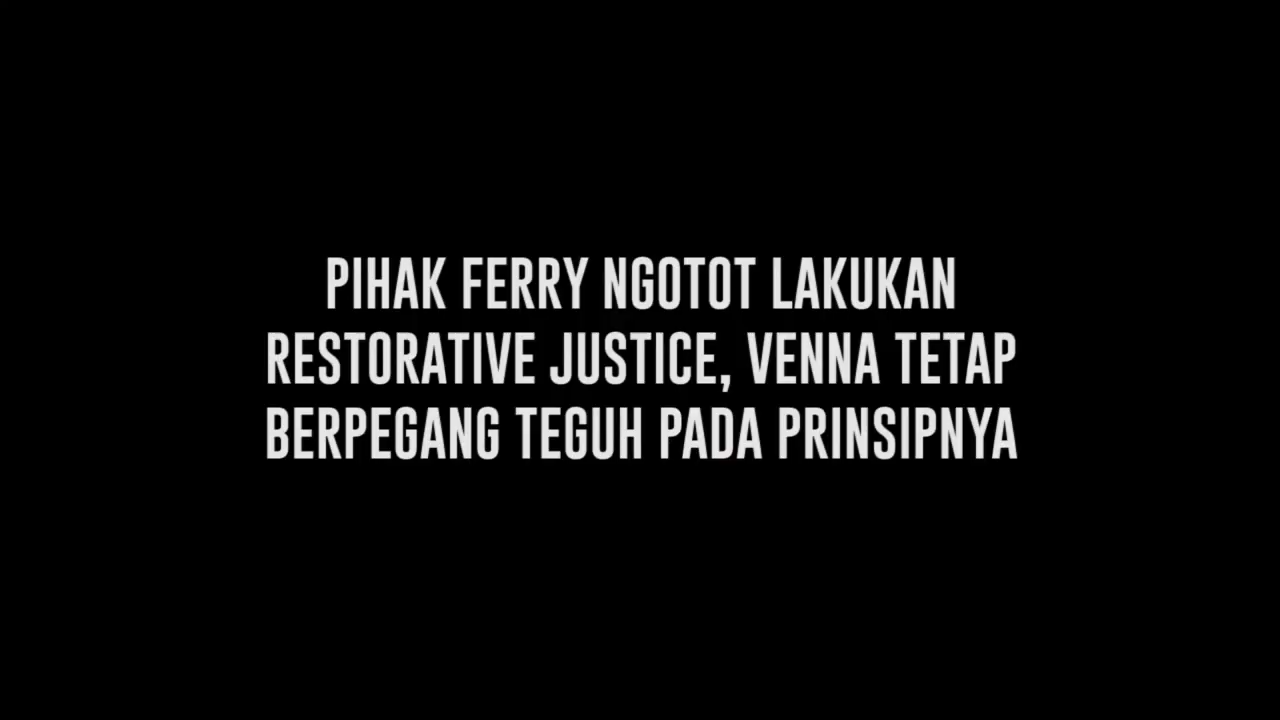 PIHAK FERRY NGOTOT LAKUKAN
RESTORATIVE JUSTICE, VENNA TETAP
BERPEGANG TEGUH PADA PRINSIPNYA